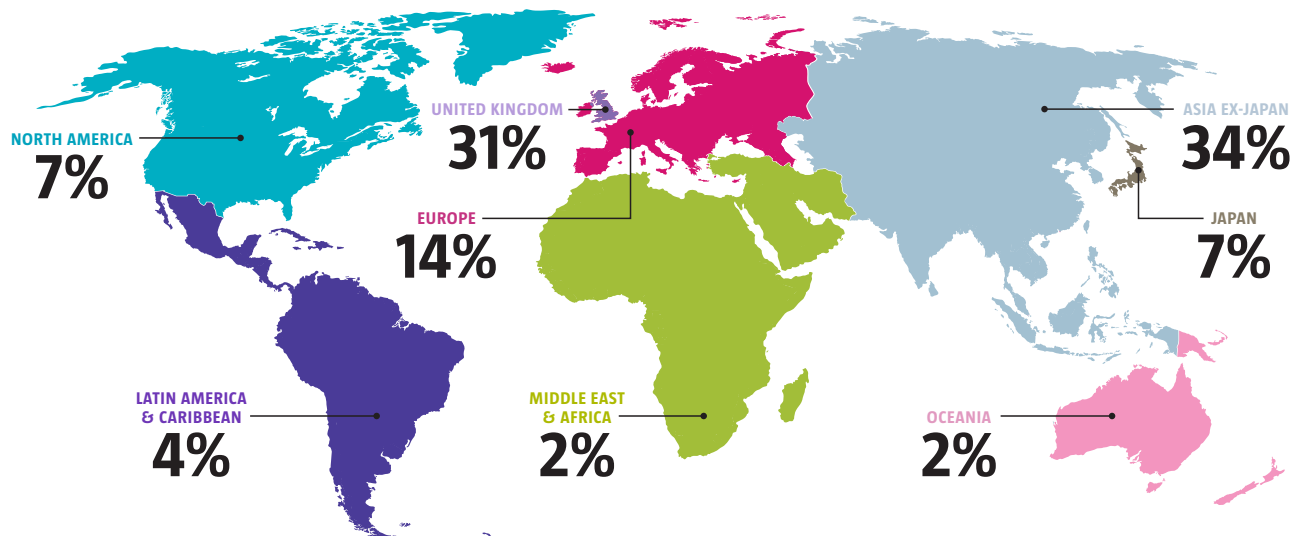 NORTH AMERICA
7%
UNITED KINGDOM
31%
EUROPE
14%
ASIA EX-JAPAN
34%
JAPAN
7%
LATIN AMERICA
& CARIBBEAN
4%
MIDDLE EAST
& AFRICA
2%
OCEANIA
2%